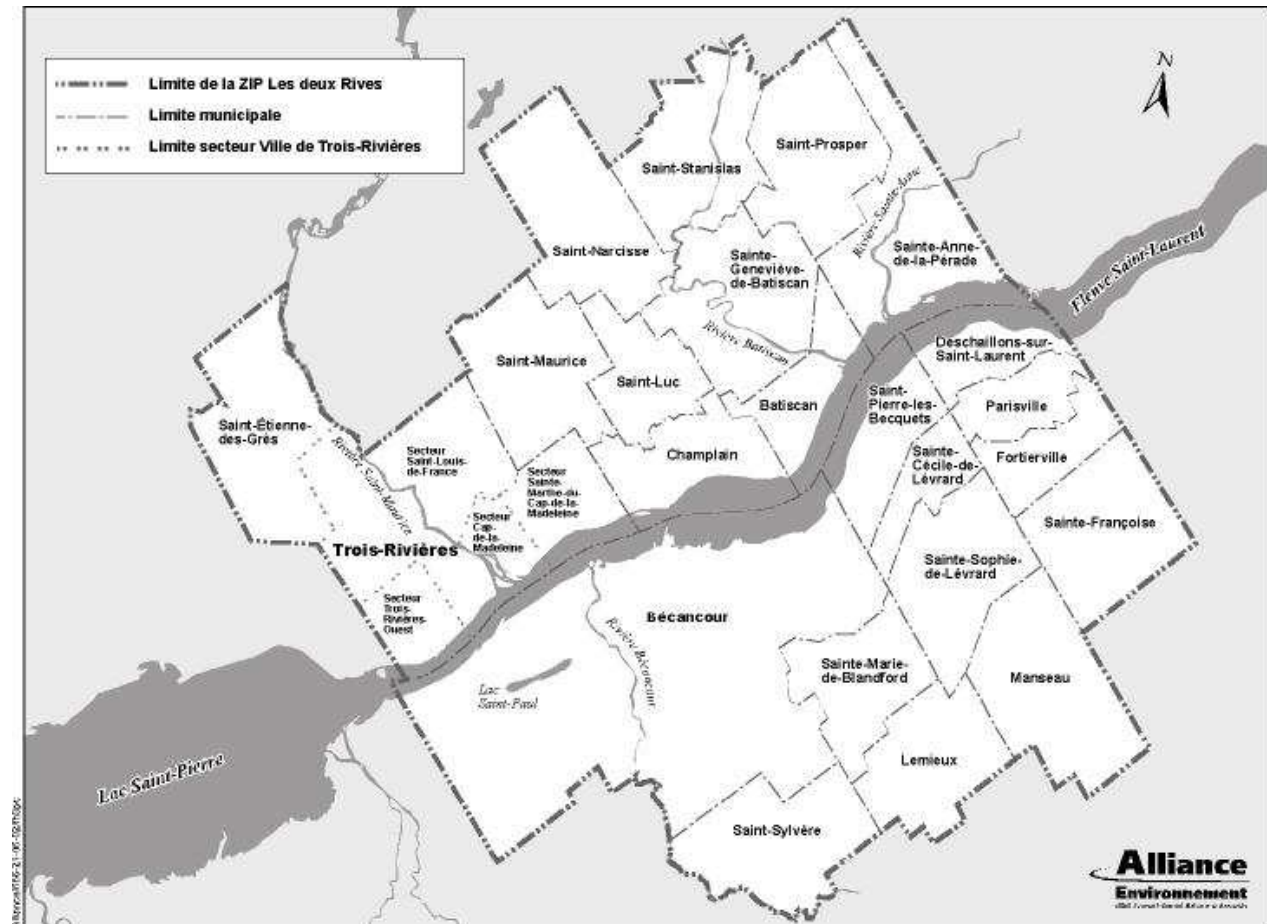 Limite de la ZIP Les deux Rives
Limite municipale
Limite secteur Ville de Trois-Rivières
N
Saint-Prosper
Saint-Stanislas
Rivière Sainte-Anne
Fleuve Saint-Laurent
Saint-Narcisse
Sainte-
Geneviève-
de-Batiscan
Sainte-Anne-
de-la-Pérade
Rivière Batiscan
Saint-Maurice
Saint-Luc
Batiscan
Deschaillons-sur-
Saint-Laurent
Saint-
Pierre-les-
Becquets
Parisville
Saint-Étienne-
des-Grès
Rivière Saint-Maurice
Secteur
Saint-Louis-
de-France
Secteur
Sainte-
Marthe-du-
Cap-de-la-
Madeleine
Champlain
Sainte-
Cécile-de-
Lévrard
Fortierville
Secteur
Cap-
de-la-
Madeleine
Sainte-Françoise
Trois-Rivières
Sainte-Sophie-
de-Lévrard
Secteur
Trois-
Rivières-
Ouest
Bécancour
Rivière Bécancour
Lac
Saint-Paul
Sainte-Marie-
de-Blandford
Manseau
Lac Saint-Pierre
Lemieux
Saint-Sylvère
Alliance
Environnement